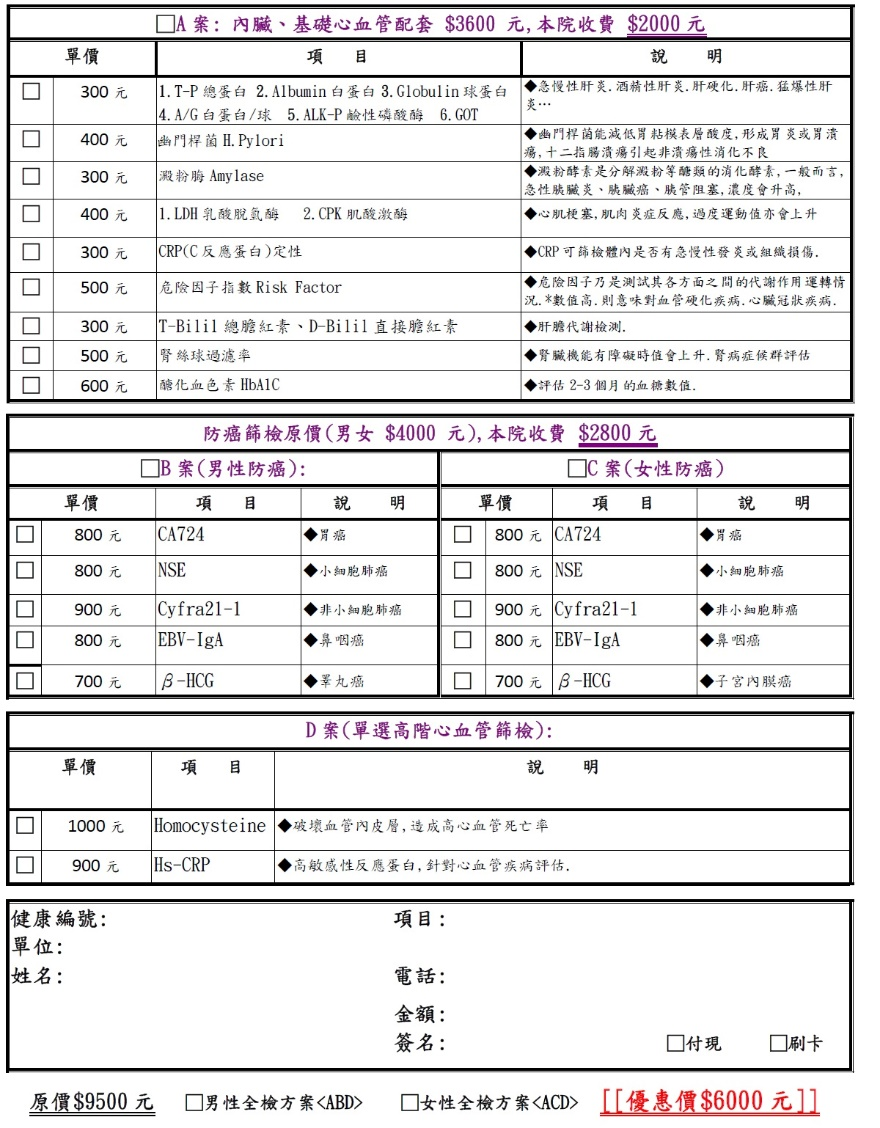 □A 案: 內臟、基礎心血管配套 $3600 元,本院收費 $2000 元
單價 項 目 說 明
□ 300 元 1.T-P 總蛋白 2.Albumin 白蛋白 3.Globulin 球蛋白 ◆急慢性肝炎.酒精性肝炎.肝硬化.肝癌.猛爆性肝
4.A/G 白蛋白/球 5.ALK-P 鹼性磷酸酶 6.GOT 炎…
□ 400 元 幽門桿菌 H.Pylori ◆幽門桿菌能減低胃粘模表層酸度,形成胃炎或胃潰
瘍,十二指腸潰瘍引起非潰瘍性消化不良
□ 300 元 澱粉脢 Amylase ◆澱粉酵素是分解澱粉等醣類的消化酵素,一般而言,
急性胰臟炎、胰臟癌、胰管阻塞,濃度會升高,
□ 400 元 1.LDH 乳酸脫氫酶 2.CPK 肌酸激酶 ◆心肌梗塞,肌肉炎症反應,過度運動值亦會上升
□ 300 元 CRP(C 反應蛋白)定性 ◆CRP 可篩檢體內是否有急慢性發炎或組織損傷.
□ 500 元 危險因子指數 Risk Factor ◆危險因子乃是測試其各方面之間的代謝作用運轉情
況.*數值高.則意味對血管硬化疾病.心臟冠狀疾病.
□ 300 元 T-Bilil 總膽紅素、D-Bilil 直接膽紅素 ◆肝膽代謝檢測.
□ 500 元 腎絲球過濾率 ◆腎臟機能有障礙時值會上升.腎病症候群評估
□ 600 元 醣化血色素 HbA1C ◆評估 2-3 個月的血糖數值.
防癌篩檢原價(男女 $4000 元),本院收費 $2800 元
□B 案(男性防癌): □C 案(女性防癌)
單價 項 目 說 明 單價 項 目 說 明
□ 800 元 CA724 ◆胃癌 □ 800 元 CA724 ◆胃癌
□ 800 元 NSE ◆小細胞肺癌 □ 800 元 NSE ◆小細胞肺癌
□ 900 元 Cyfra21-1 ◆非小細胞肺癌 □ 900 元 Cyfra21-1 ◆非小細胞肺癌
□ 800 元 EBV-IgA ◆鼻咽癌 □ 800 元 EBV-IgA ◆鼻咽癌
□ 700 元 β-HCG ◆睪丸癌 □ 700 元 β-HCG ◆子宮內膜癌
D 案(單選高階心血管篩檢):
單價 項 目 說 明
□ 1000 元 Homocysteine ◆破壞血管內皮層,造成高心血管死亡率
□ 900 元 Hs-CRP ◆高敏感性反應蛋白,針對心血管疾病評估.
健康編號: 項目:
單位:
姓名: 電話:
金額:
簽名: □付現 □刷卡
原價$9500 元 □男性全檢方案<ABD> □女性全檢方案<ACD> [[優惠價$6000 元]]